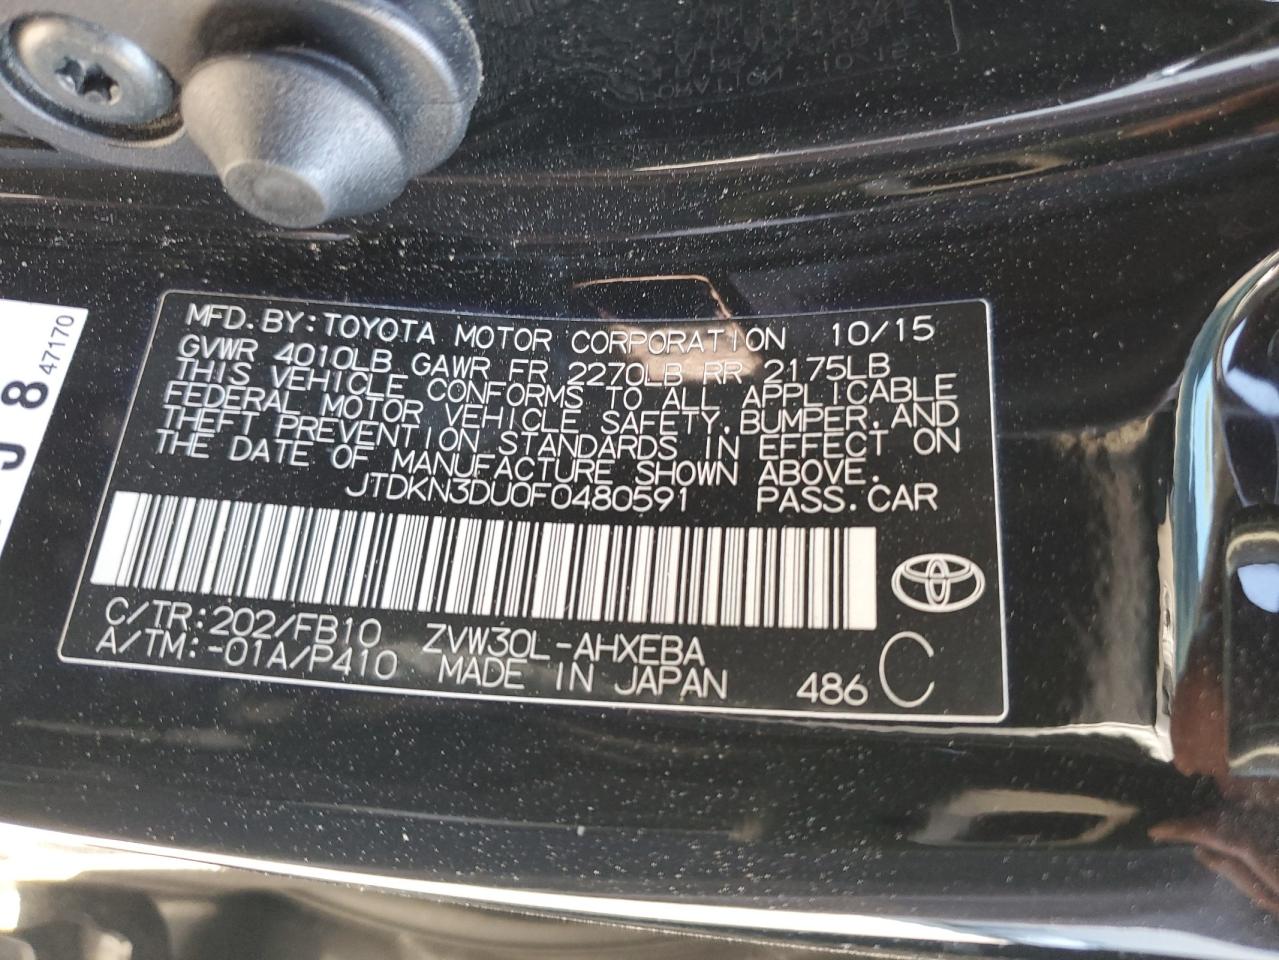 MFD.BY:TOYOTA MOTOR CORPORATION 10/15
GVWR 4010LB GAWR FR 2270LB RR 2175LB
THIS VEHICLE CONFORMS TO ALL APPLICABLE
FEDERAL MOTOR VEHICLE SAFETY,BUMPER,AND
THEFT PREVENTION STANDARDS IN EFFECT ON
THE DATE OF MANUFACTURE SHOWN ABOVE.
JTDKN3DU0F0480591 PASS.CAR
C/TR:202/FB10 ZVW30L-AHXEBA
A/TM:-01A/P410 MADE IN JAPAN 486 C
J 8
47170